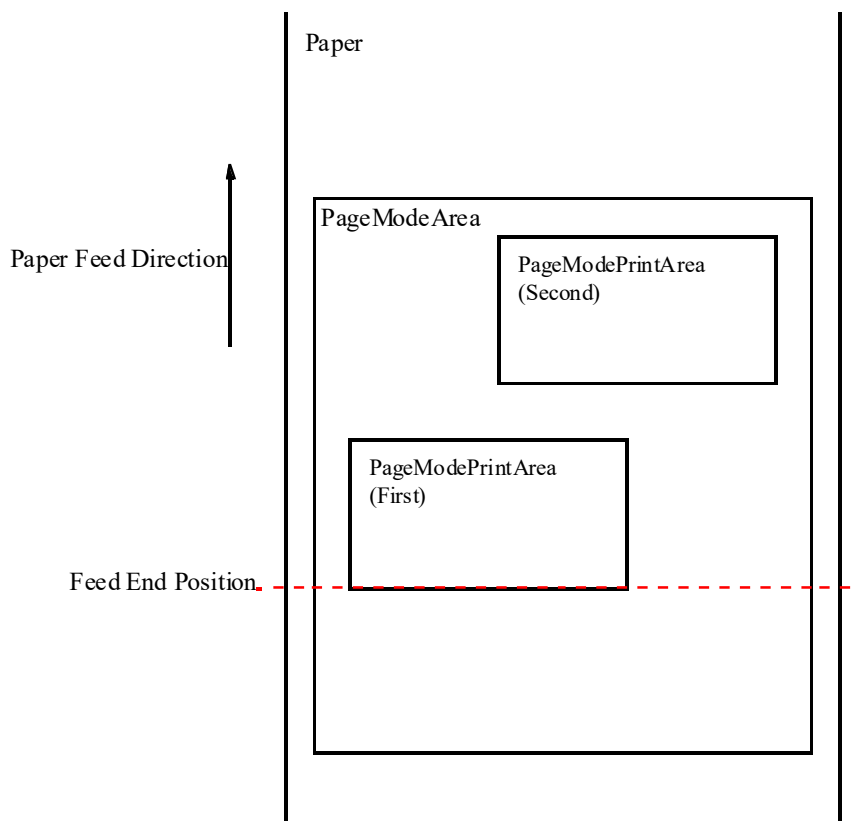 Paper
PageModeArea
Paper Feed Direction
PageModePrintArea
(Second)
PageModePrintArea
(First)
Feed End Position